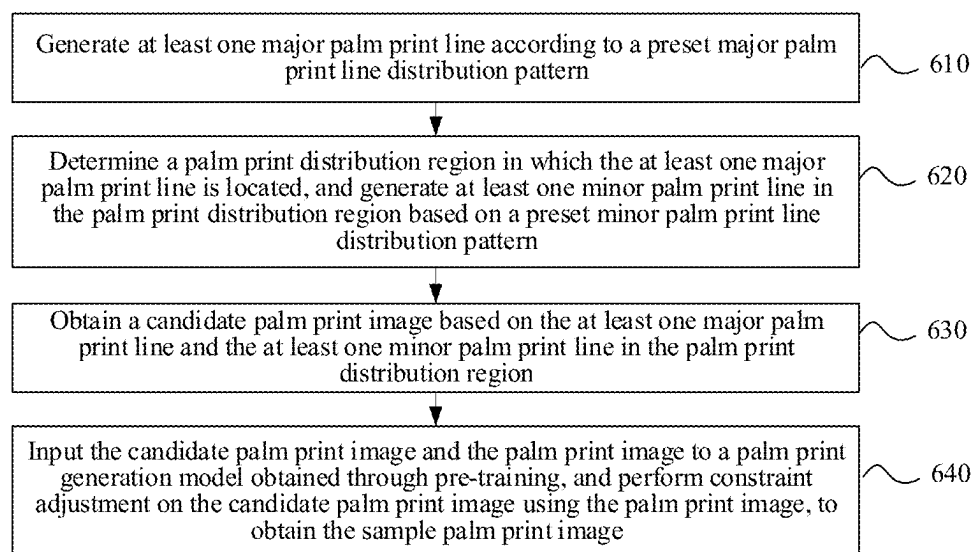 Generate at least one major palm print line according to a preset major palm
print line distribution pattern
610
Determine a palm print distribution region in which the at least one major
palm print line is located, and generate at least one minor palm print line in
the palm print distribution region based on a preset minor palm print line
distribution pattern
620
Obtain a candidate palm print image based on the at least one major palm
print line and the at least one minor palm print line in the palm print
distribution region
630
Input the candidate palm print image and the palm print image to a palm print
generation model obtained through pre-training, and perform constraint
adjustment on the candidate palm print image using the palm print image, to
obtain the sample palm print image
640